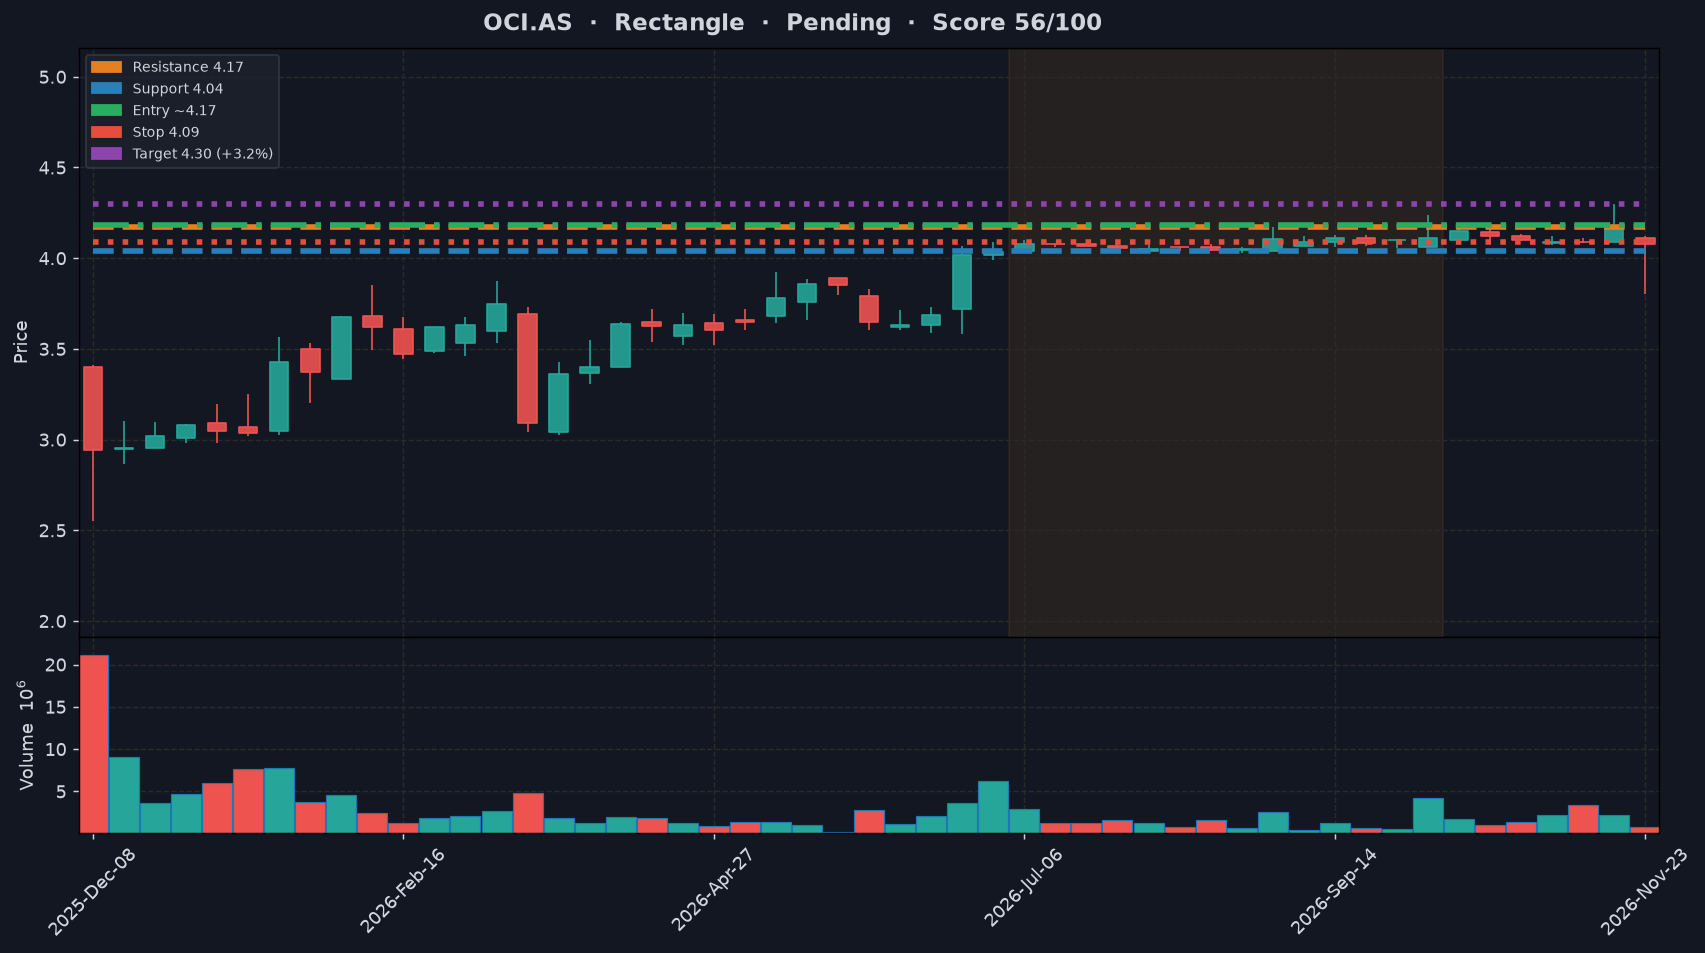 OCI.AS  ·  Rectangle  ·  Pending  ·  Score 56/100
Resistance 4.17
Support 4.04
Entry ~4.17
Stop 4.09
Target 4.30 (+3.2%)
5.0
4.5
4.0
3.5
3.0
2.5
2.0
Price
20
15
10
5
Volume 10⁶
2025-Dec-08
2026-Feb-16
2026-Apr-27
2026-Jul-06
2026-Sep-14
2026-Nov-23